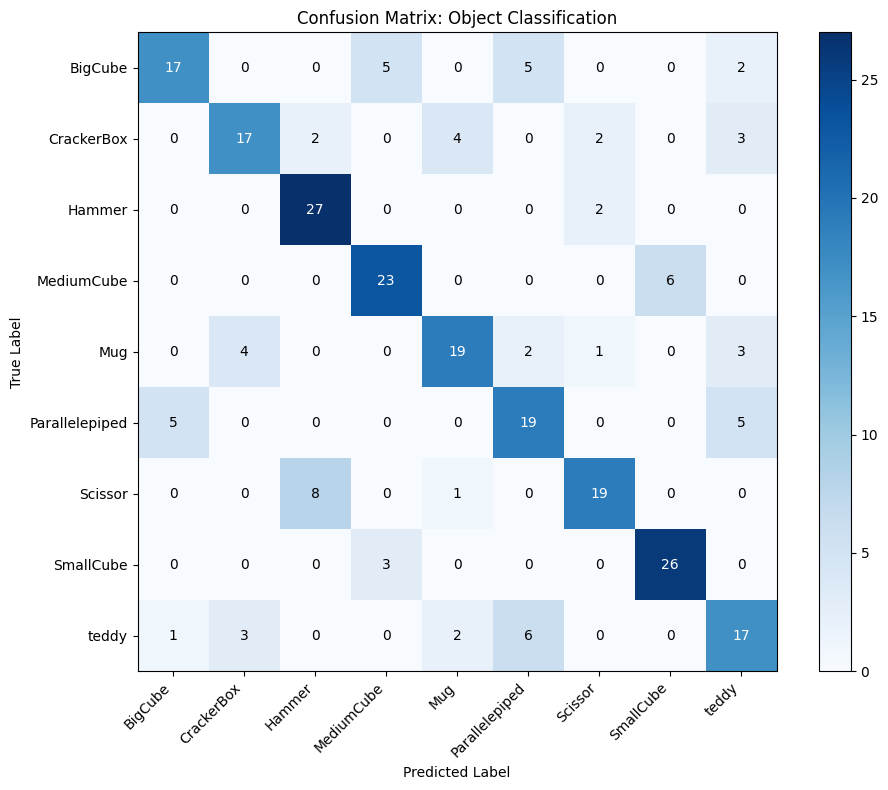 Confusion Matrix: Object Classification
BigCube 17 0 0 5 0 5 0 0 2
CrackerBox 0 17 2 0 4 0 2 0 3
Hammer 0 0 27 0 0 0 2 0 0
MediumCube 0 0 0 23 0 0 0 6 0
Mug 0 4 0 0 19 2 1 0 3
Parallelepiped 5 0 0 0 0 19 0 0 5
Scissor 0 0 8 0 1 0 19 0 0
SmallCube 0 0 0 3 0 0 0 26 0
teddy 1 3 0 0 2 6 0 0 17
BigCube CrackerBox Hammer MediumCube Mug Parallelepiped Scissor SmallCube teddy
Predicted Label
True Label
25
20
15
10
5
0